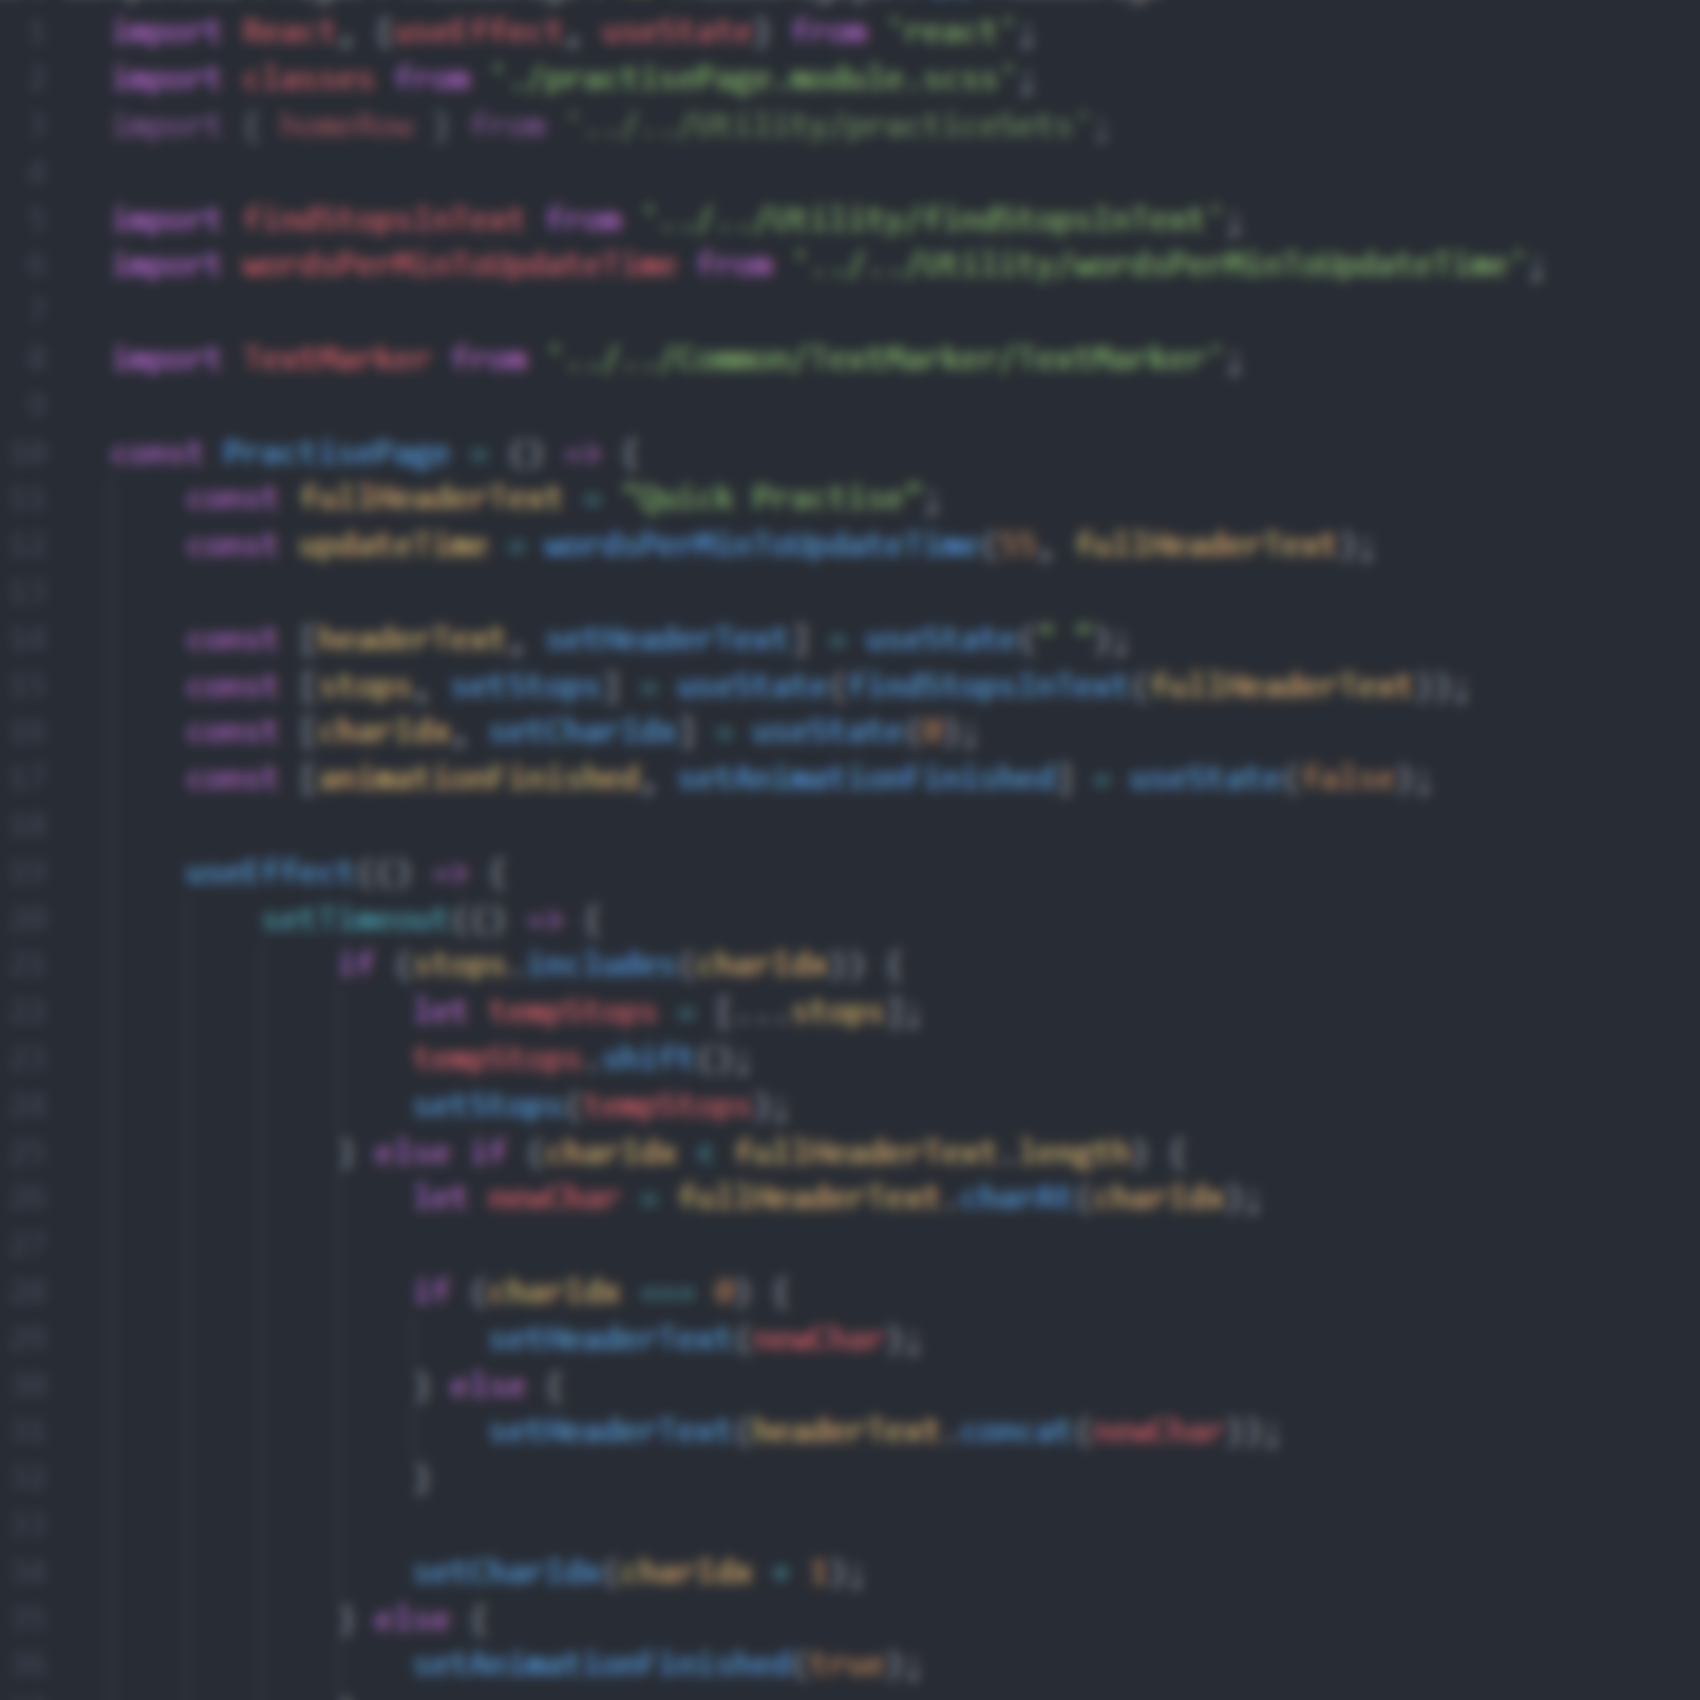 import React, {useEffect, useState} from 'react';
import classes from './practisePage.module.scss';
import { homeRow } from '../../Utility/practiceSets';
import findStopsInText from '../../Utility/findStopsInText';
import wordsPerMinToUpdateTime from '../../Utility/wordsPerMinToUpdateTime';
import TextMarker from '../../Common/TextMarker/TextMarker';
const PractisePage = () => {
const fullHeaderText = "Quick Practise";
const updateTime = wordsPerMinToUpdateTime(55, fullHeaderText);
const [headerText, setHeaderText] = useState(" ");
const [stops, setStops] = useState(findStopsInText(fullHeaderText));
const [charIdx, setCharIdx] = useState(0);
const [animationFinished, setAnimationFinished] = useState(false);
useEffect(() => {
setTimeout(() => {
if (stops.includes(charIdx)) {
let tempStops = [...stops];
tempStops.shift();
setStops(tempStops);
} else if (charIdx < fullHeaderText.length) {
let newChar = fullHeaderText.charAt(charIdx);
if (charIdx === 0) {
setHeaderText(newChar);
} else {
setHeaderText(headerText.concat(newChar));
}
setCharIdx(charIdx + 1);
} else {
setAnimationFinished(true);